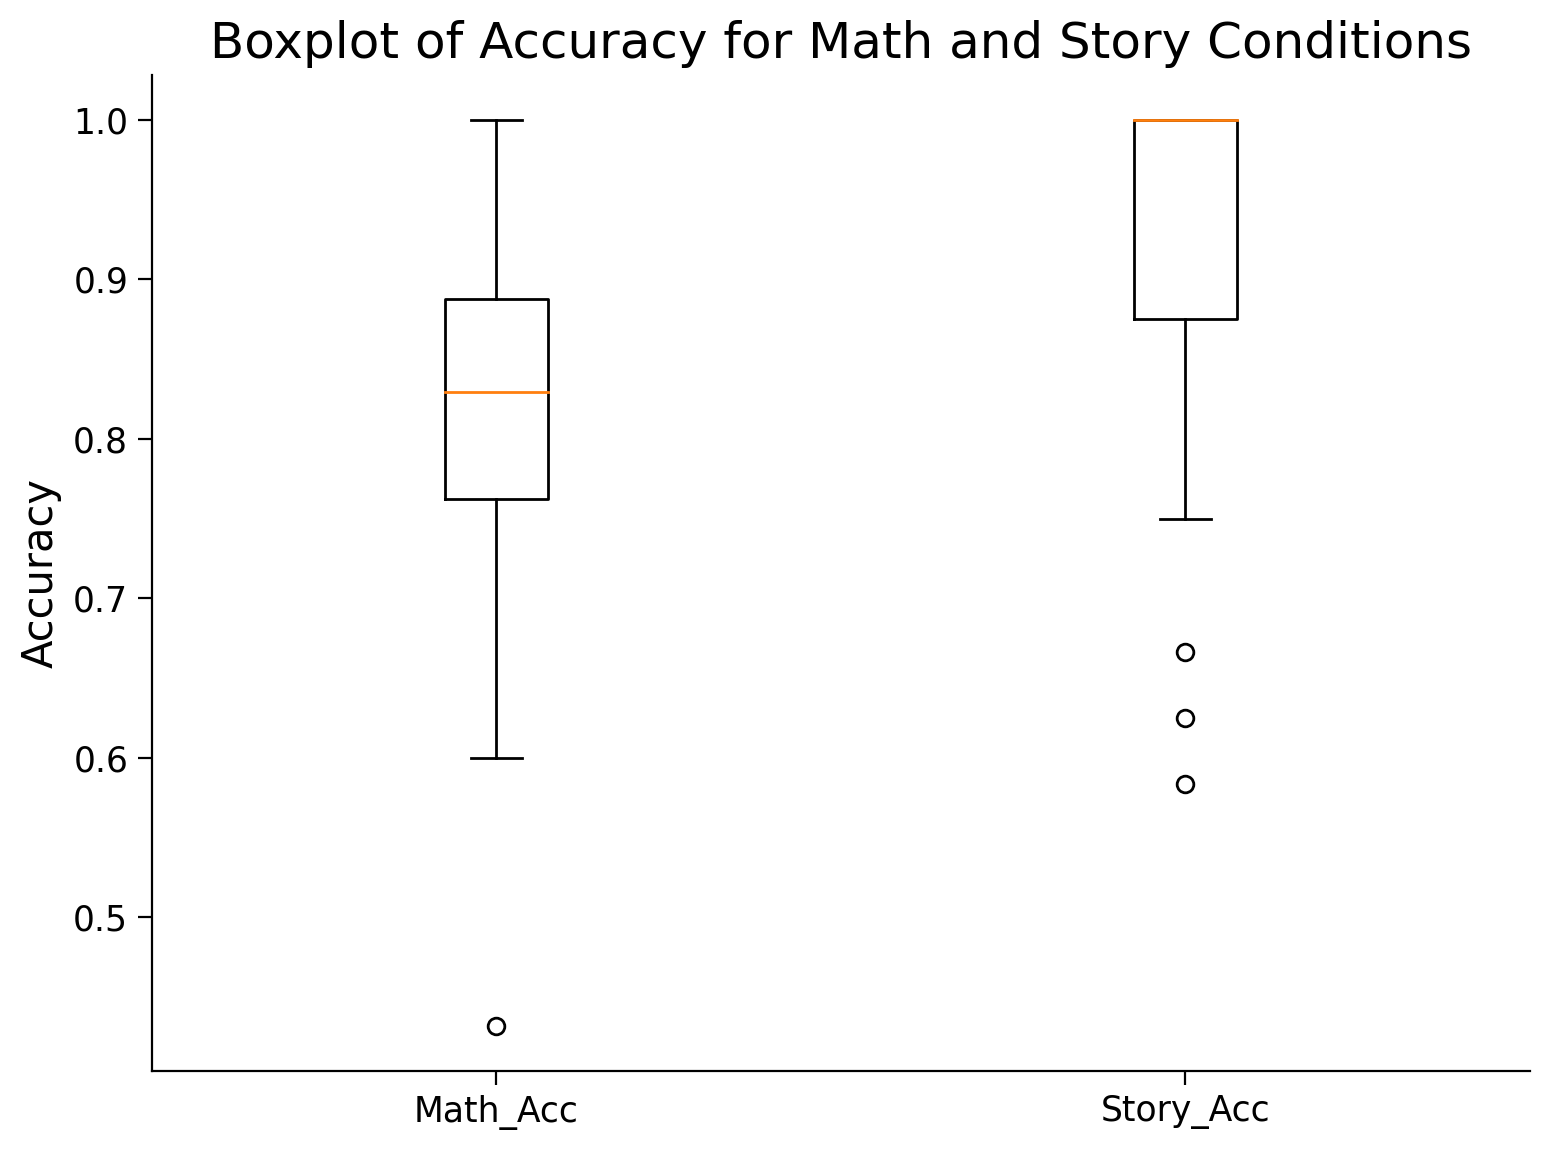 Boxplot of Accuracy for Math and Story Conditions
1.0
0.9
0.8
0.7
0.6
0.5
Accuracy
Math_Acc
Story_Acc